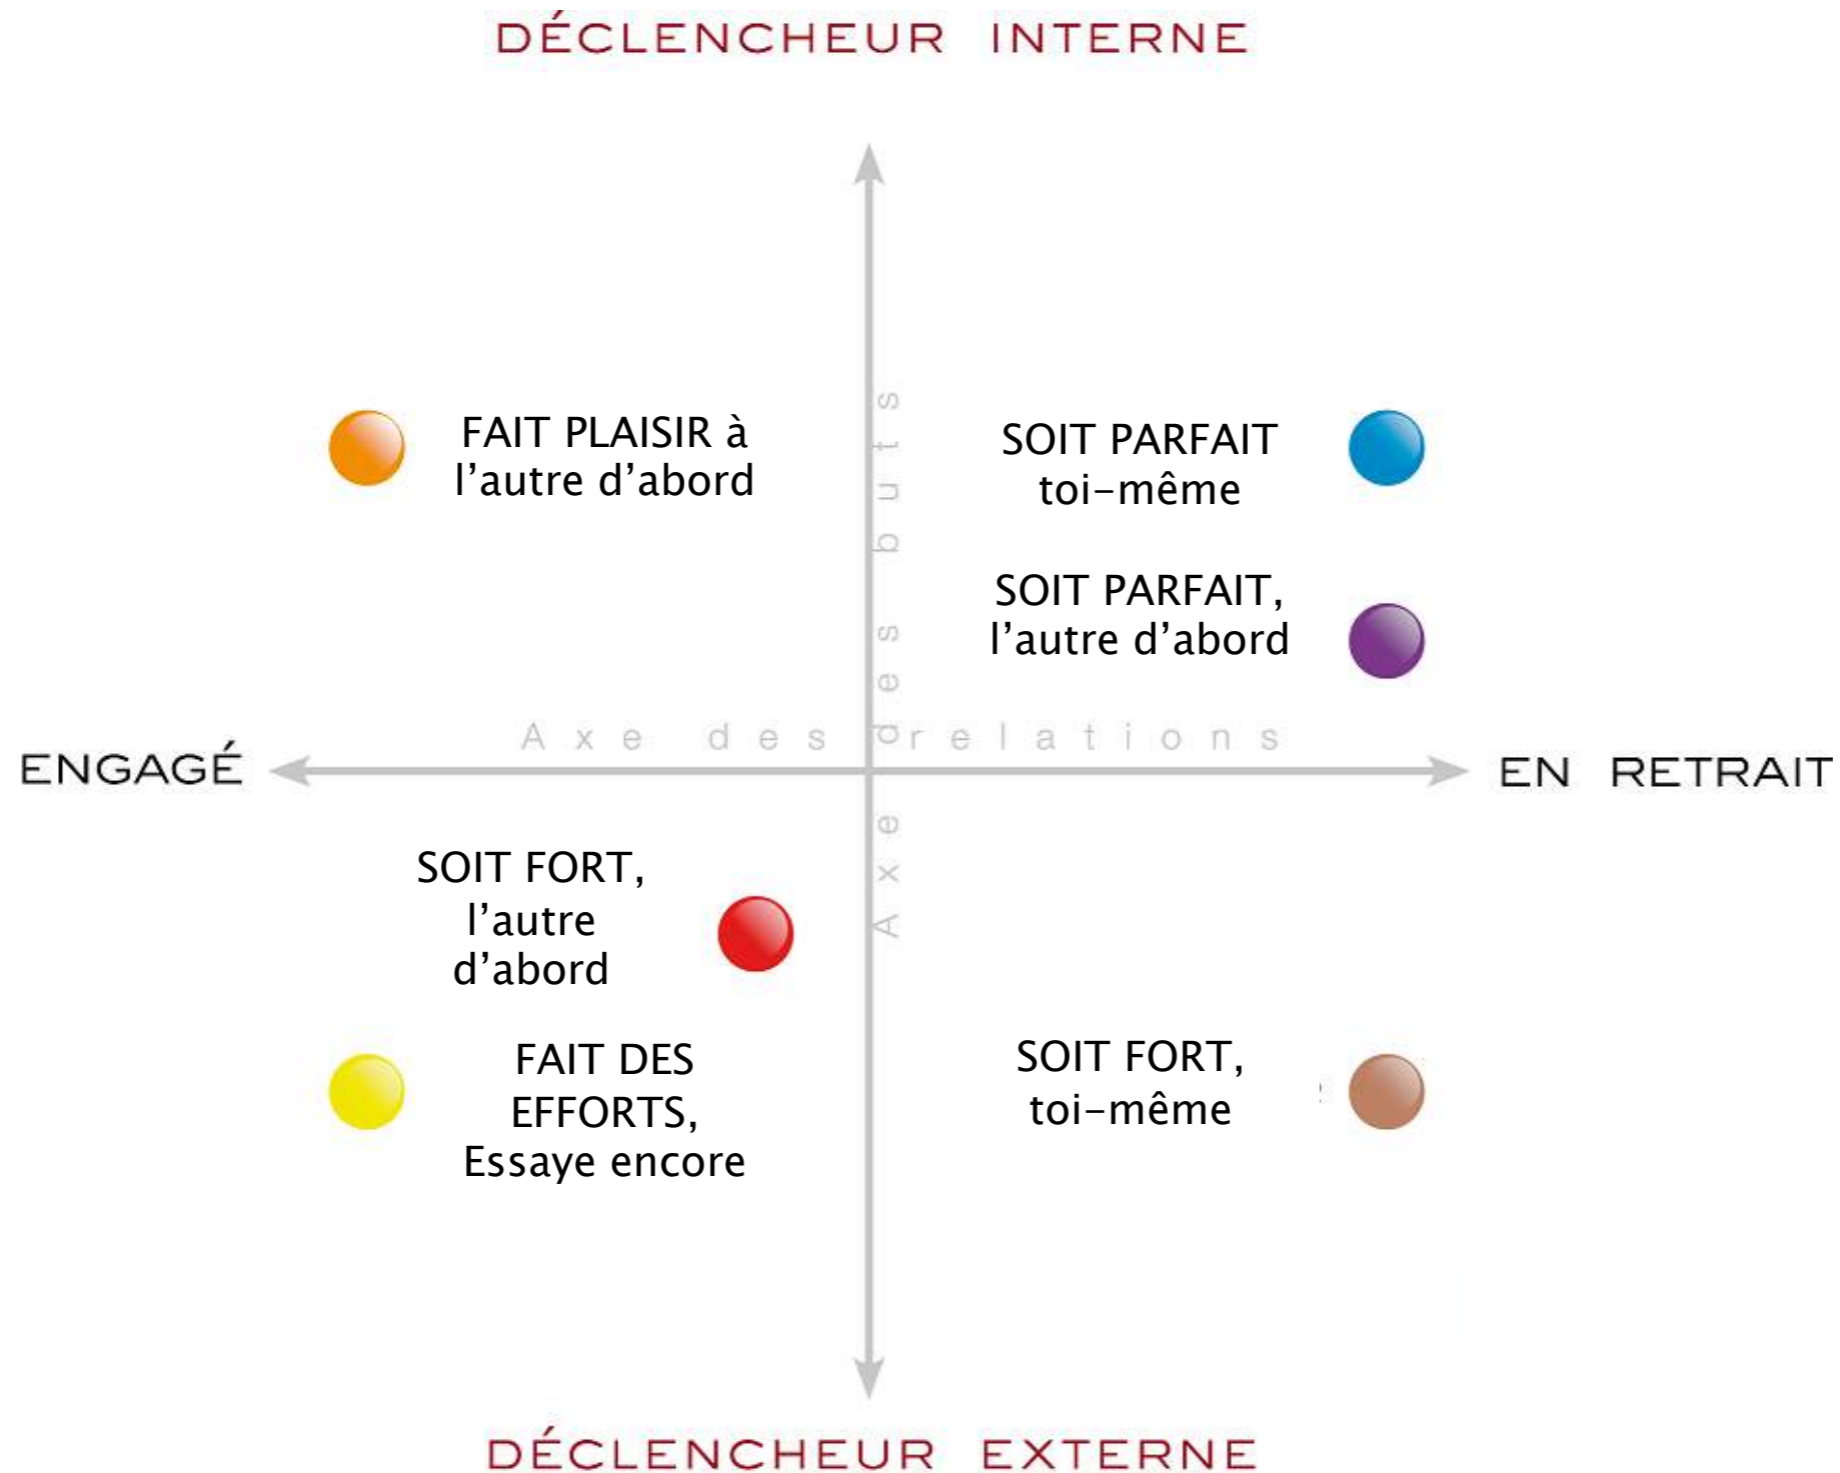 DÉCLENCHEUR INTERNE
FAIT PLAISIR à
l'autre d'abord
SOIT PARFAIT
toi-même
SOIT PARFAIT,
l'autre d'abord
Axe des buts
Axe des relations
ENGAGÉ
EN RETRAIT
SOIT FORT,
l'autre
d'abord
FAIT DES
EFFORTS,
Essaye encore
SOIT FORT,
toi-même
DÉCLENCHEUR EXTERNE